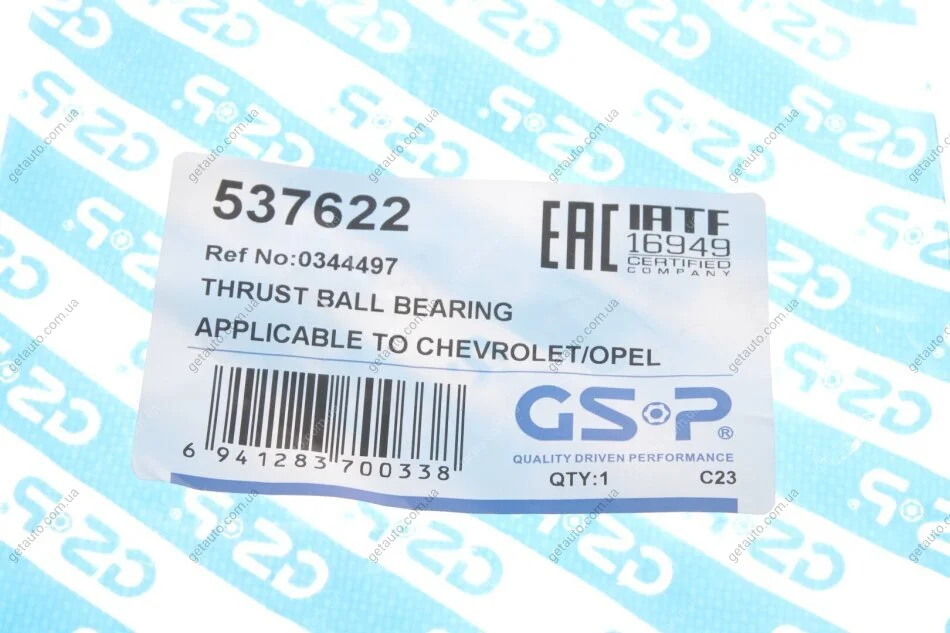 537622
Ref No:0344497
THRUST BALL BEARING
APPLICABLE TO CHEVROLET/OPEL
EAC
IATF
16949
CERTIFIED
COMPANY
6 941283 700338
GSP®
QUALITY DRIVEN PERFORMANCE
QTY:1
C23
getauto.com.ua